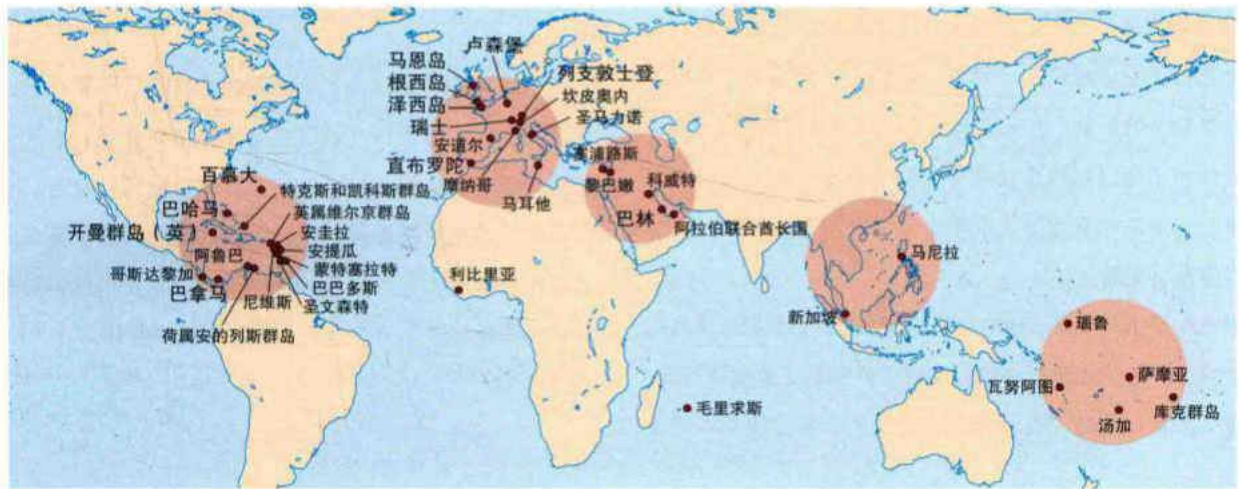 卢森堡
马恩岛
列支敦士登
根西岛
坎皮奥内
泽西岛
圣马力诺
瑞士
安道尔
直布罗陀
摩纳哥
马耳他
塞浦路斯
黎巴嫩
科威特
巴林
阿拉伯联合酋长国
百慕大
特克斯和凯科斯群岛
巴哈马
英属维尔京群岛
开曼群岛（英）
安圭拉
阿鲁巴
安提瓜
哥斯达黎加
蒙特塞拉特
巴拿马
巴巴多斯
尼维斯
圣文森特
荷属安的列斯群岛
利比里亚
毛里求斯
马尼拉
新加坡
瑙鲁
瓦努阿图
萨摩亚
库克群岛
汤加